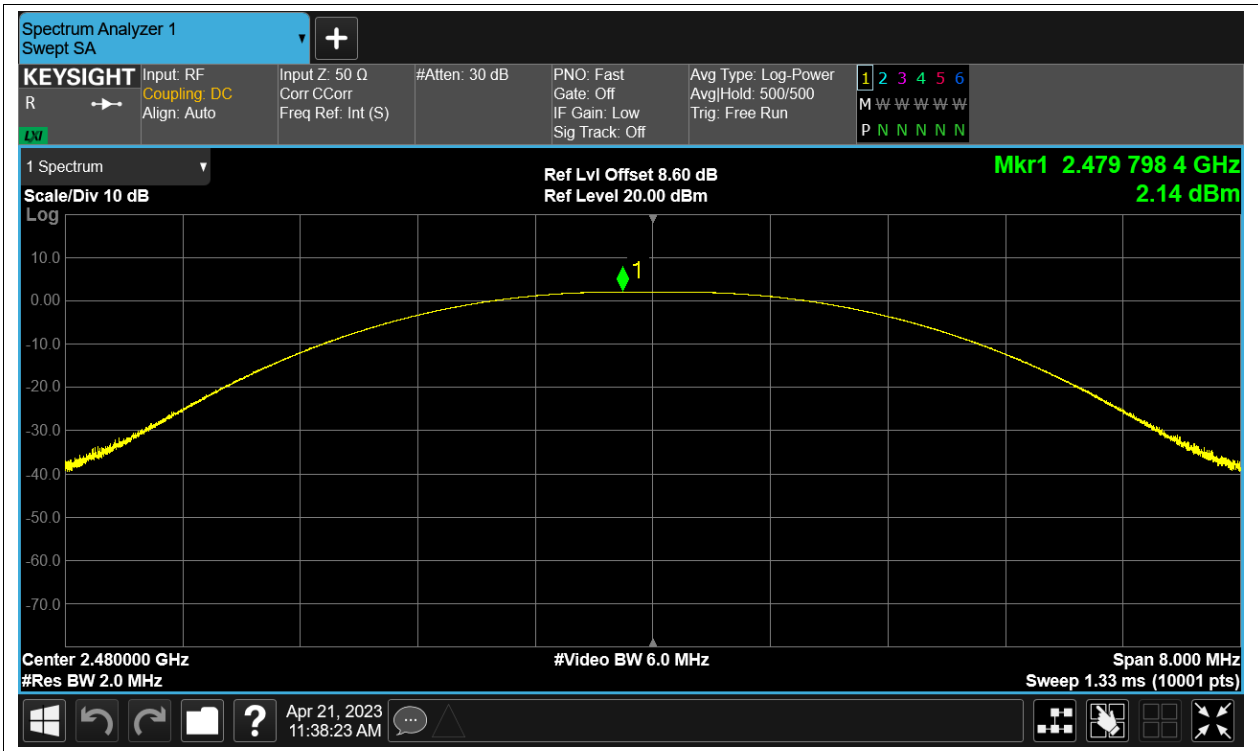 Spectrum Analyzer 1
Swept SA
▼
+
KEYSIGHT
R
LXI
Input: RF
Coupling: DC
Align: Auto
Input Z: 50 Ω
Corr CCorr
Freq Ref: Int (S)
#Atten: 30 dB
PNO: Fast
Gate: Off
IF Gain: Low
Sig Track: Off
Avg Type: Log-Power
Avg|Hold: 500/500
Trig: Free Run
1 2 3 4 5 6
M W W W W W W
P N N N N N N
1 Spectrum
▼
Scale/Div 10 dB
Log
Ref Lvl Offset 8.60 dB
Ref Level 20.00 dBm
Mkr1 2.479 798 4 GHz
2.14 dBm
1
10.0
0.00
-10.0
-20.0
-30.0
-40.0
-50.0
-60.0
-70.0
Center 2.480000 GHz
#Video BW 6.0 MHz
Span 8.000 MHz
#Res BW 2.0 MHz
Sweep 1.33 ms (10001 pts)
?
Apr 21, 2023
11:38:23 AM